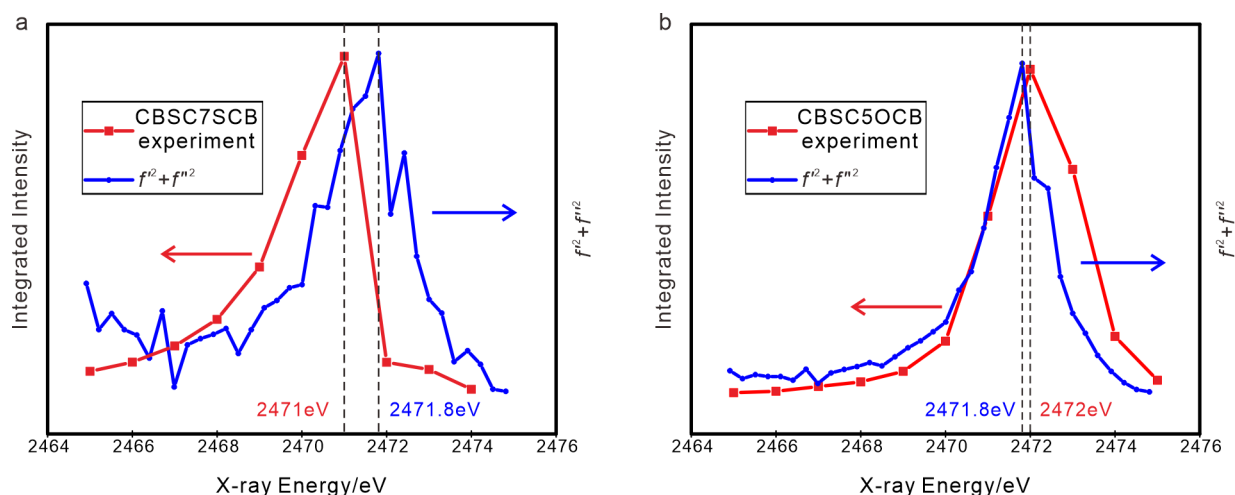 a
Integrated Intensity
CBSC7SCB
experiment
f'²+f''²
2471eV
2471.8eV
f'²+f''²
2464
2466
2468
2470
2472
2474
2476
X-ray Energy/eV
b
Integrated Intensity
CBSC5OCB
experiment
f'²+f''²
2471.8eV
2472eV
f'²+f''²
2464
2466
2468
2470
2472
2474
2476
X-ray Energy/eV